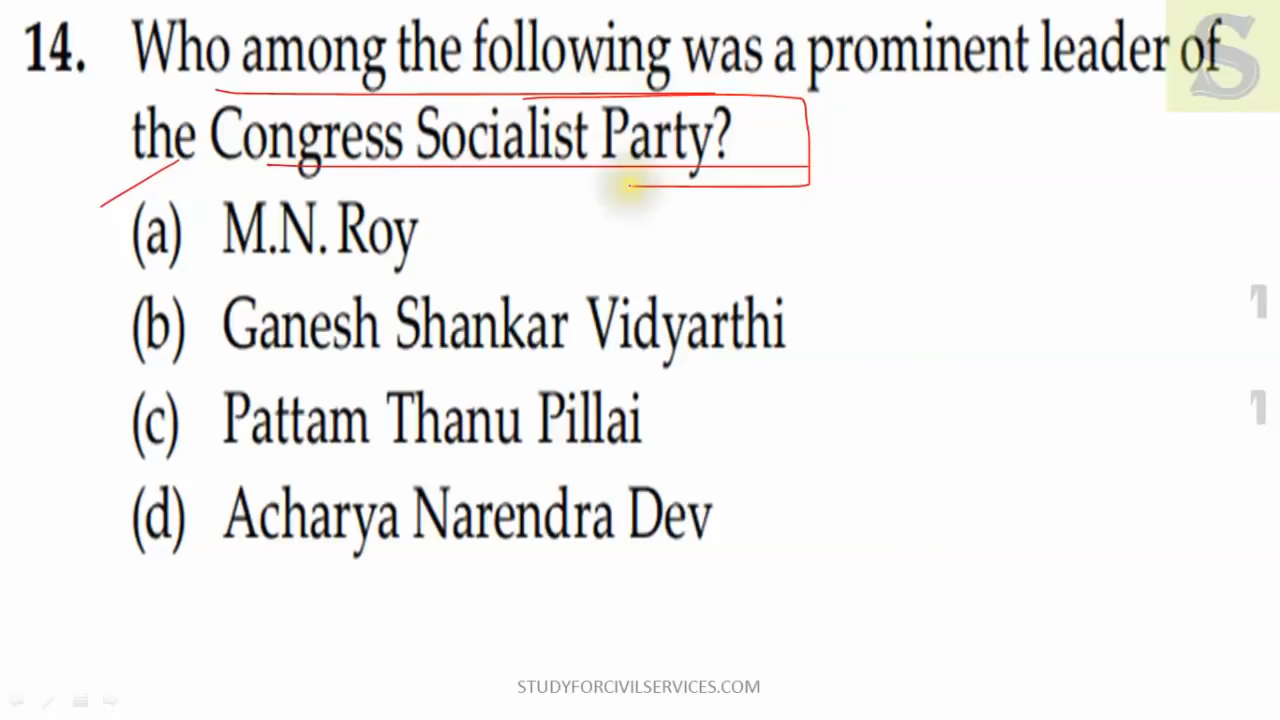 14. Who among the following was a prominent leader of
the Congress Socialist Party?
(a) M.N. Roy
(b) Ganesh Shankar Vidyarthi
(c) Pattam Thanu Pillai
(d) Acharya Narendra Dev
S
STUDYFORCIVILSERVICES.COM